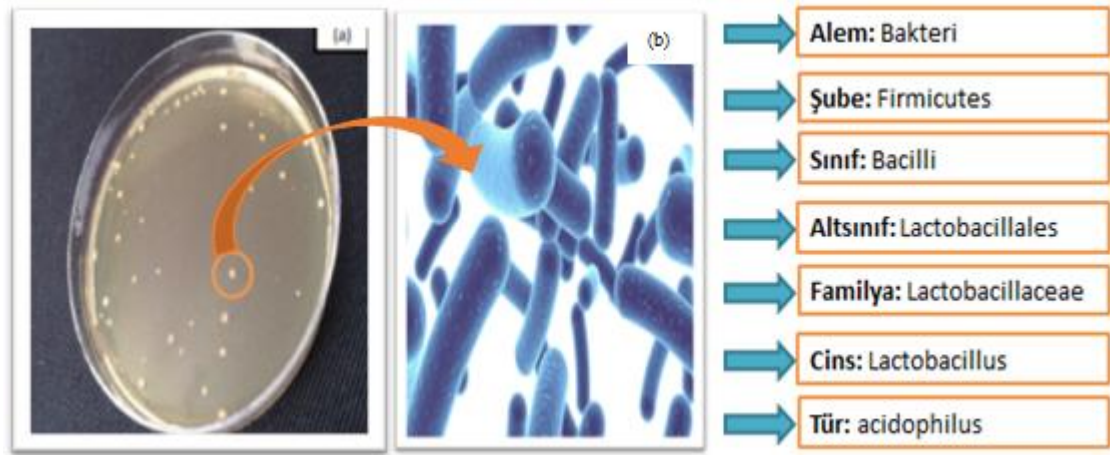 (a)
(b)
Alem: Bakteri
Şube: Firmicutes
Sınıf: Bacilli
Altsınıf: Lactobacillales
Familya: Lactobacillaceae
Cins: Lactobacillus
Tür: acidophilus